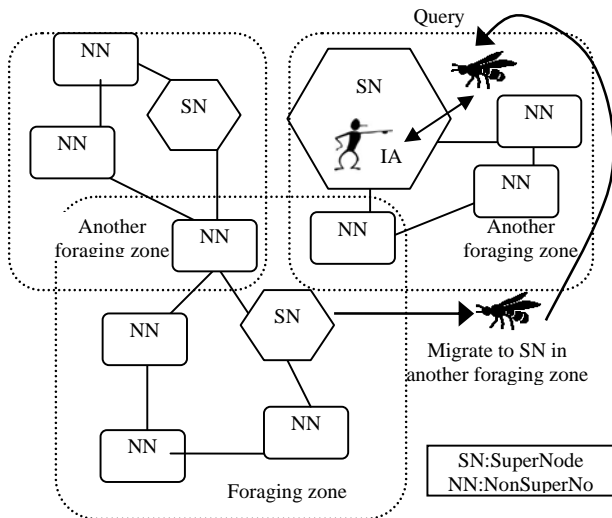 Query
NN
SN
NN
SN
IA
NN
NN
NN
Another
foraging zone
NN
Another
foraging zone
NN
SN
Migrate to SN in
another foraging zone
NN
NN
Foraging zone
SN:SuperNode
NN:NonSuperNo